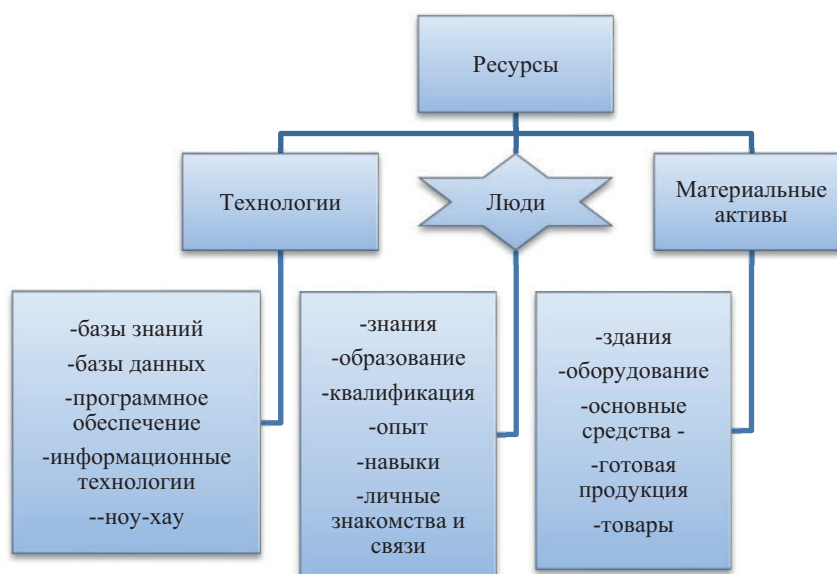 Ресурсы
Технологии
Люди
Материальные
активы
-базы знаний
-базы данных
-программное
обеспечение
-информационные
технологии
--ноу-хау
-знания
-образование
-квалификация
-опыт
-навыки
-личные
знакомства и
связи
-здания
-оборудование
-основные
средства -
-готовая
продукция
-товары